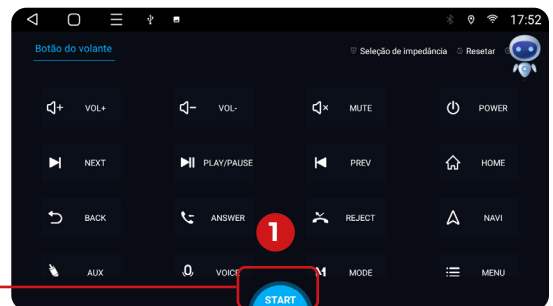 17:52
Botão do volante
Seleção de impedância
Resetar
VOL+
VOL-
MUTE
POWER
NEXT
PLAY/PAUSE
PREV
HOME
BACK
ANSWER
REJECT
NAVI
1
AUX
VOICE
MODE
MENU
START